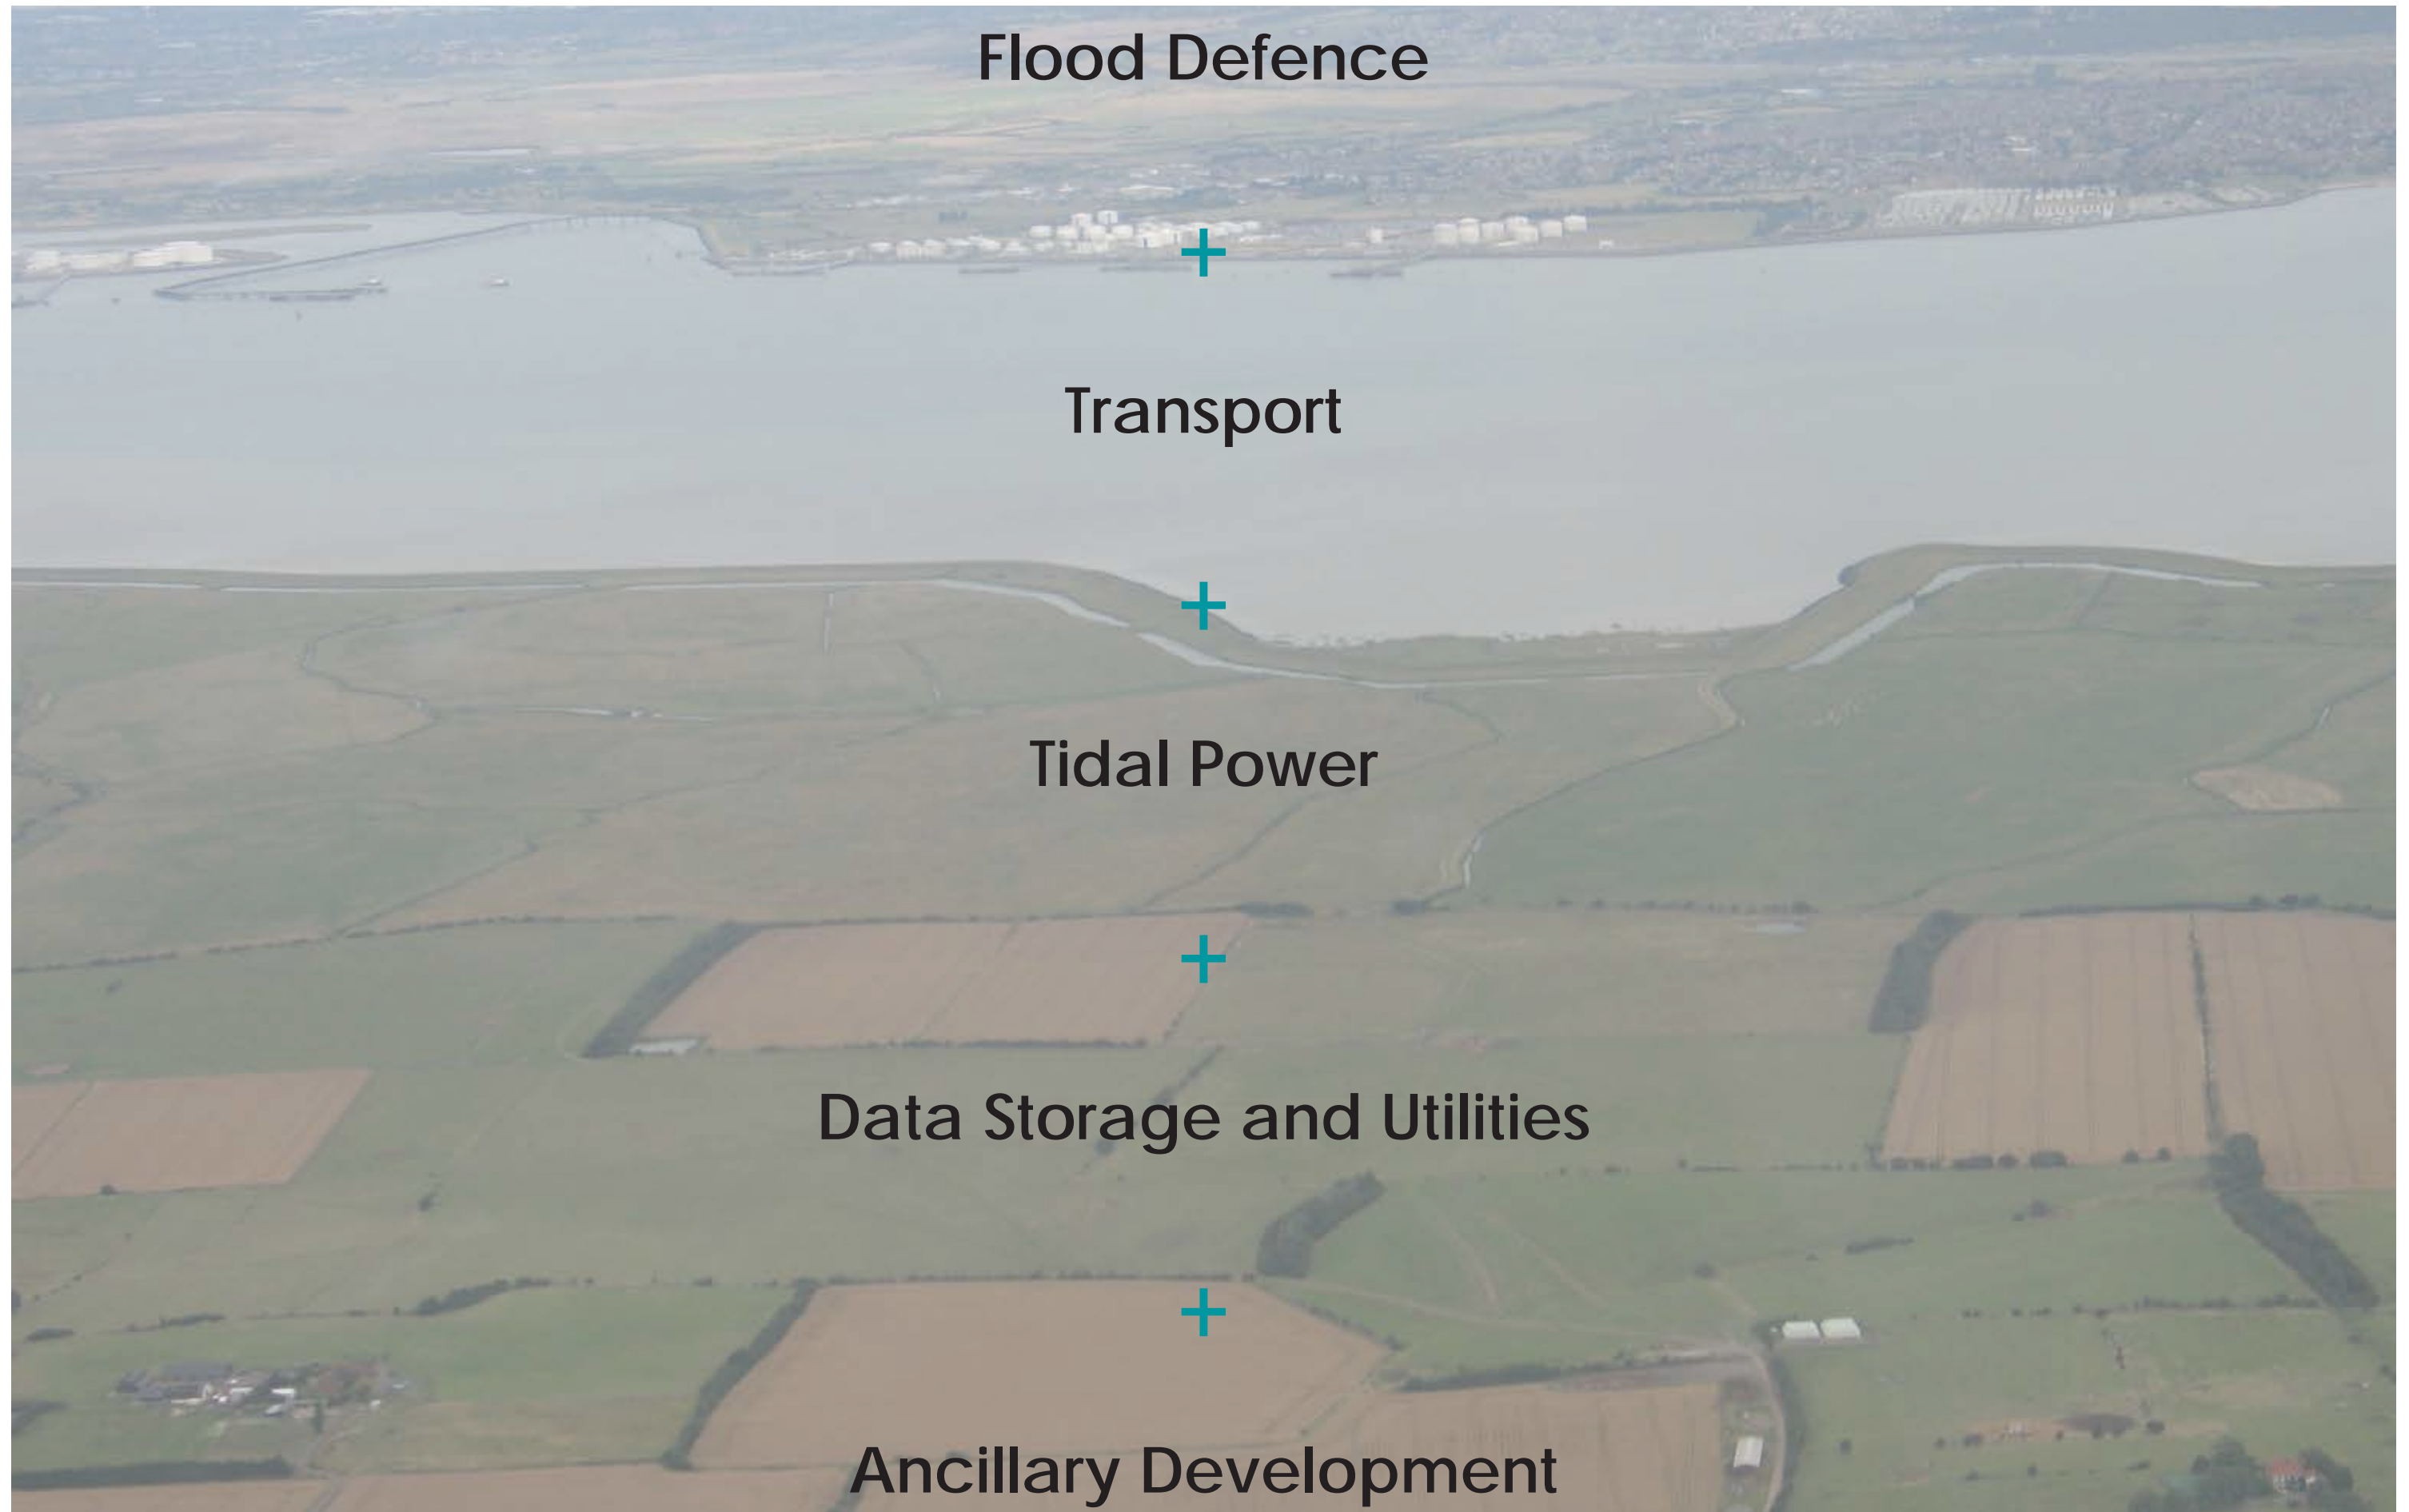 Flood Defence
+
Transport
+
Tidal Power
+
Data Storage and Utilities
+
Ancillary Development